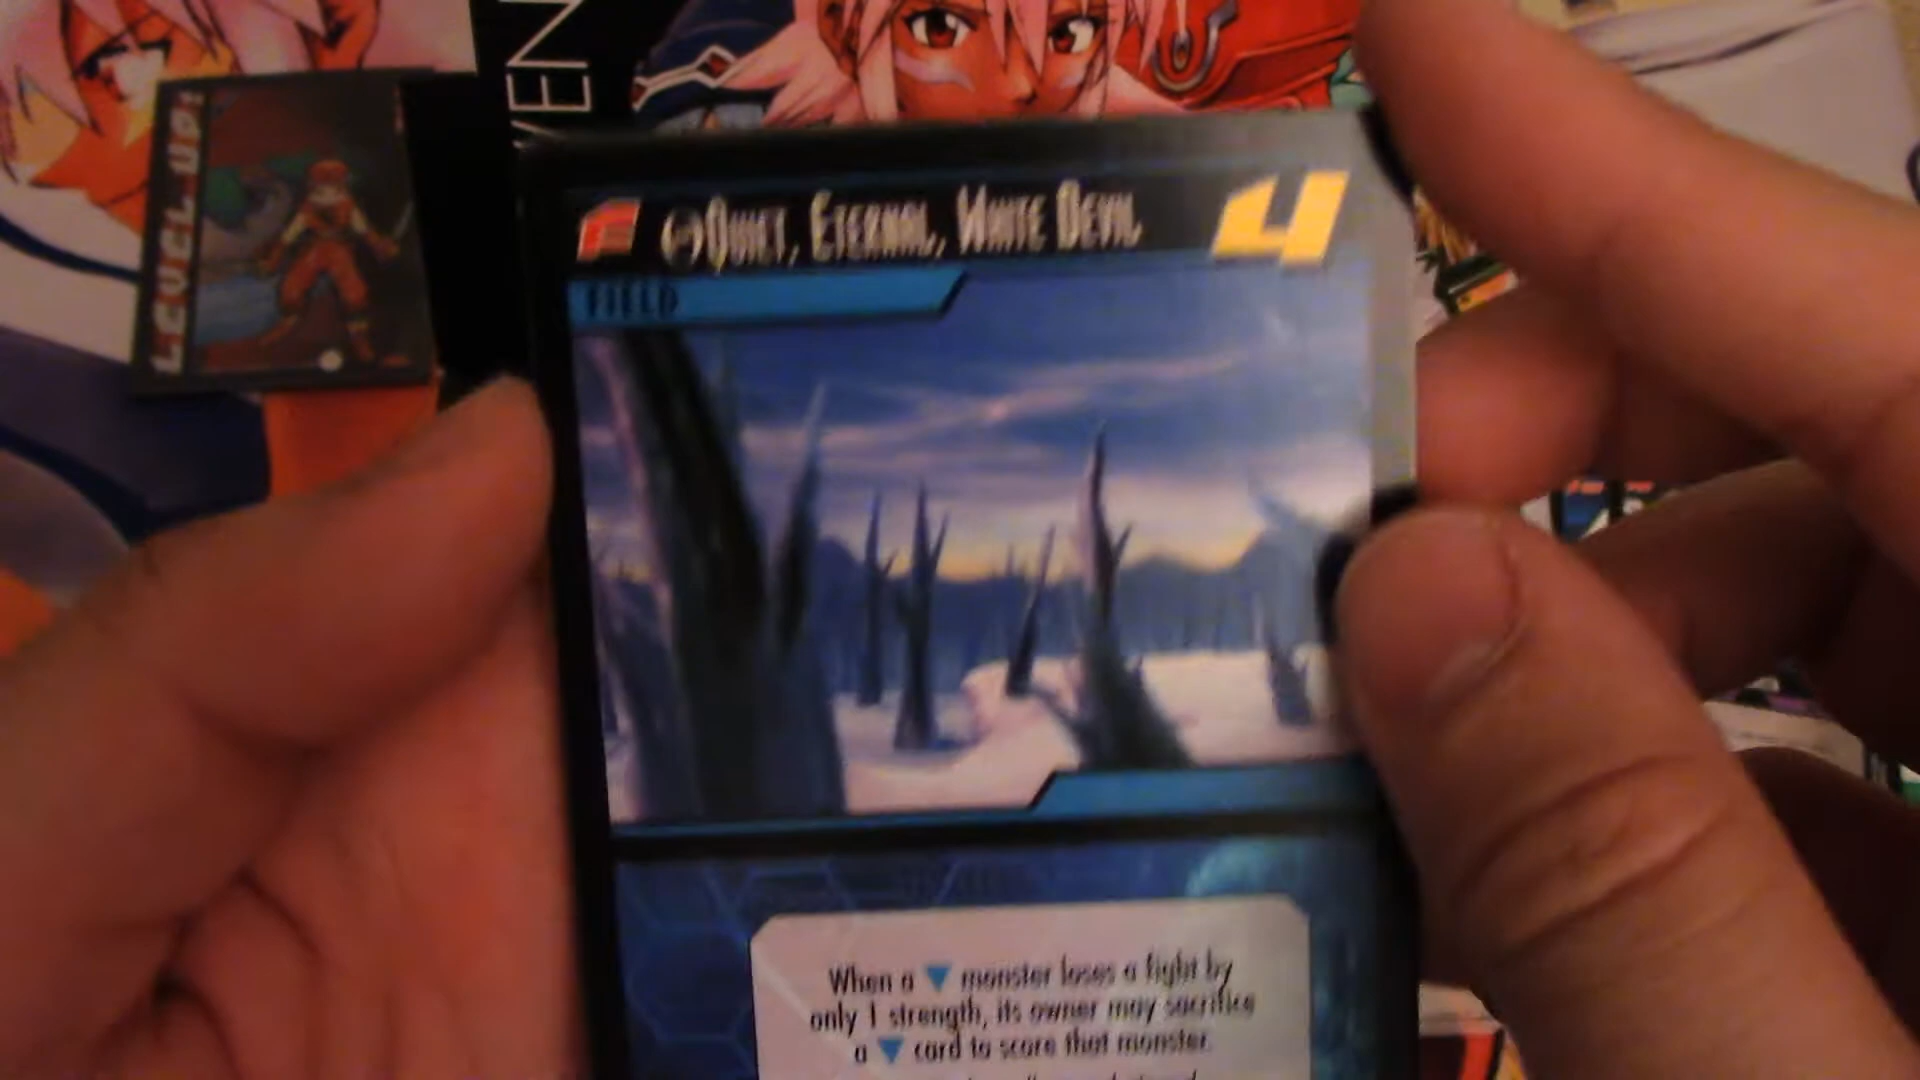 EN
LEVEL UP!
Quiet, Eternal, White Devil
4
FIELD
When a ▼ monster loses a fight by
only 1 strength, its owner may sacrifice
a ▼ card to score that monster.